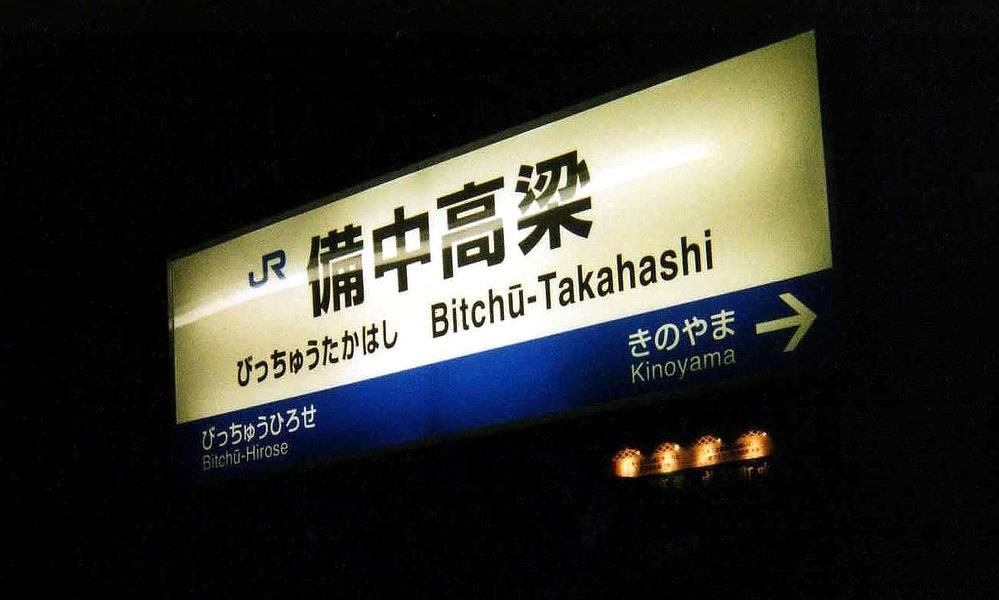 JR 備中高梁
びっちゅうたかはし Bitchū-Takahashi
きのやま
Kinoyama
びっちゅうひろせ
Bitchū-Hirose